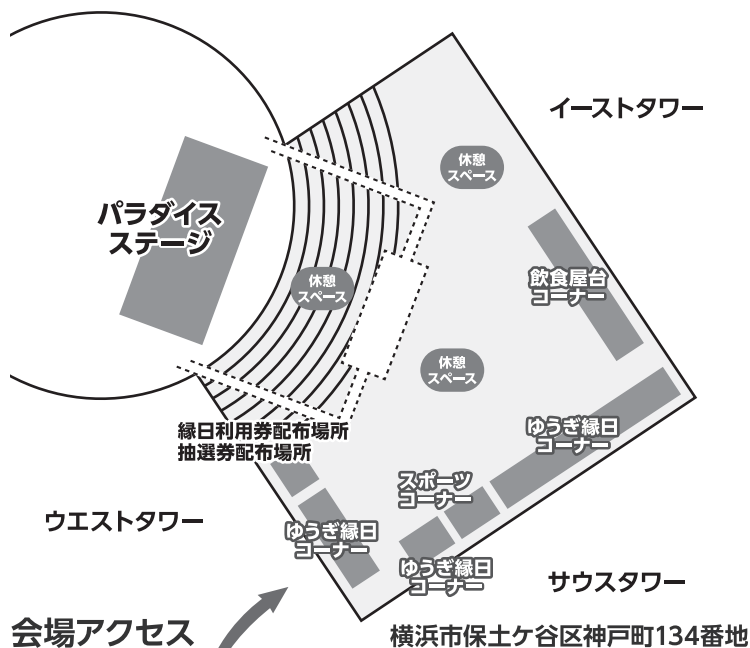 イーストタワー
休憩
スペース
パラダイス
ステージ
休憩
スペース
飲食屋台
コーナー
休憩
スペース
縁日利用券配布場所
抽選券配布場所
ゆうぎ縁日
コーナー
スポーツ
コーナー
ウエストタワー
ゆうぎ縁日
コーナー
ゆうぎ縁日
コーナー
サウスタワー
会場アクセス
横浜市保土ケ谷区神戸町134番地